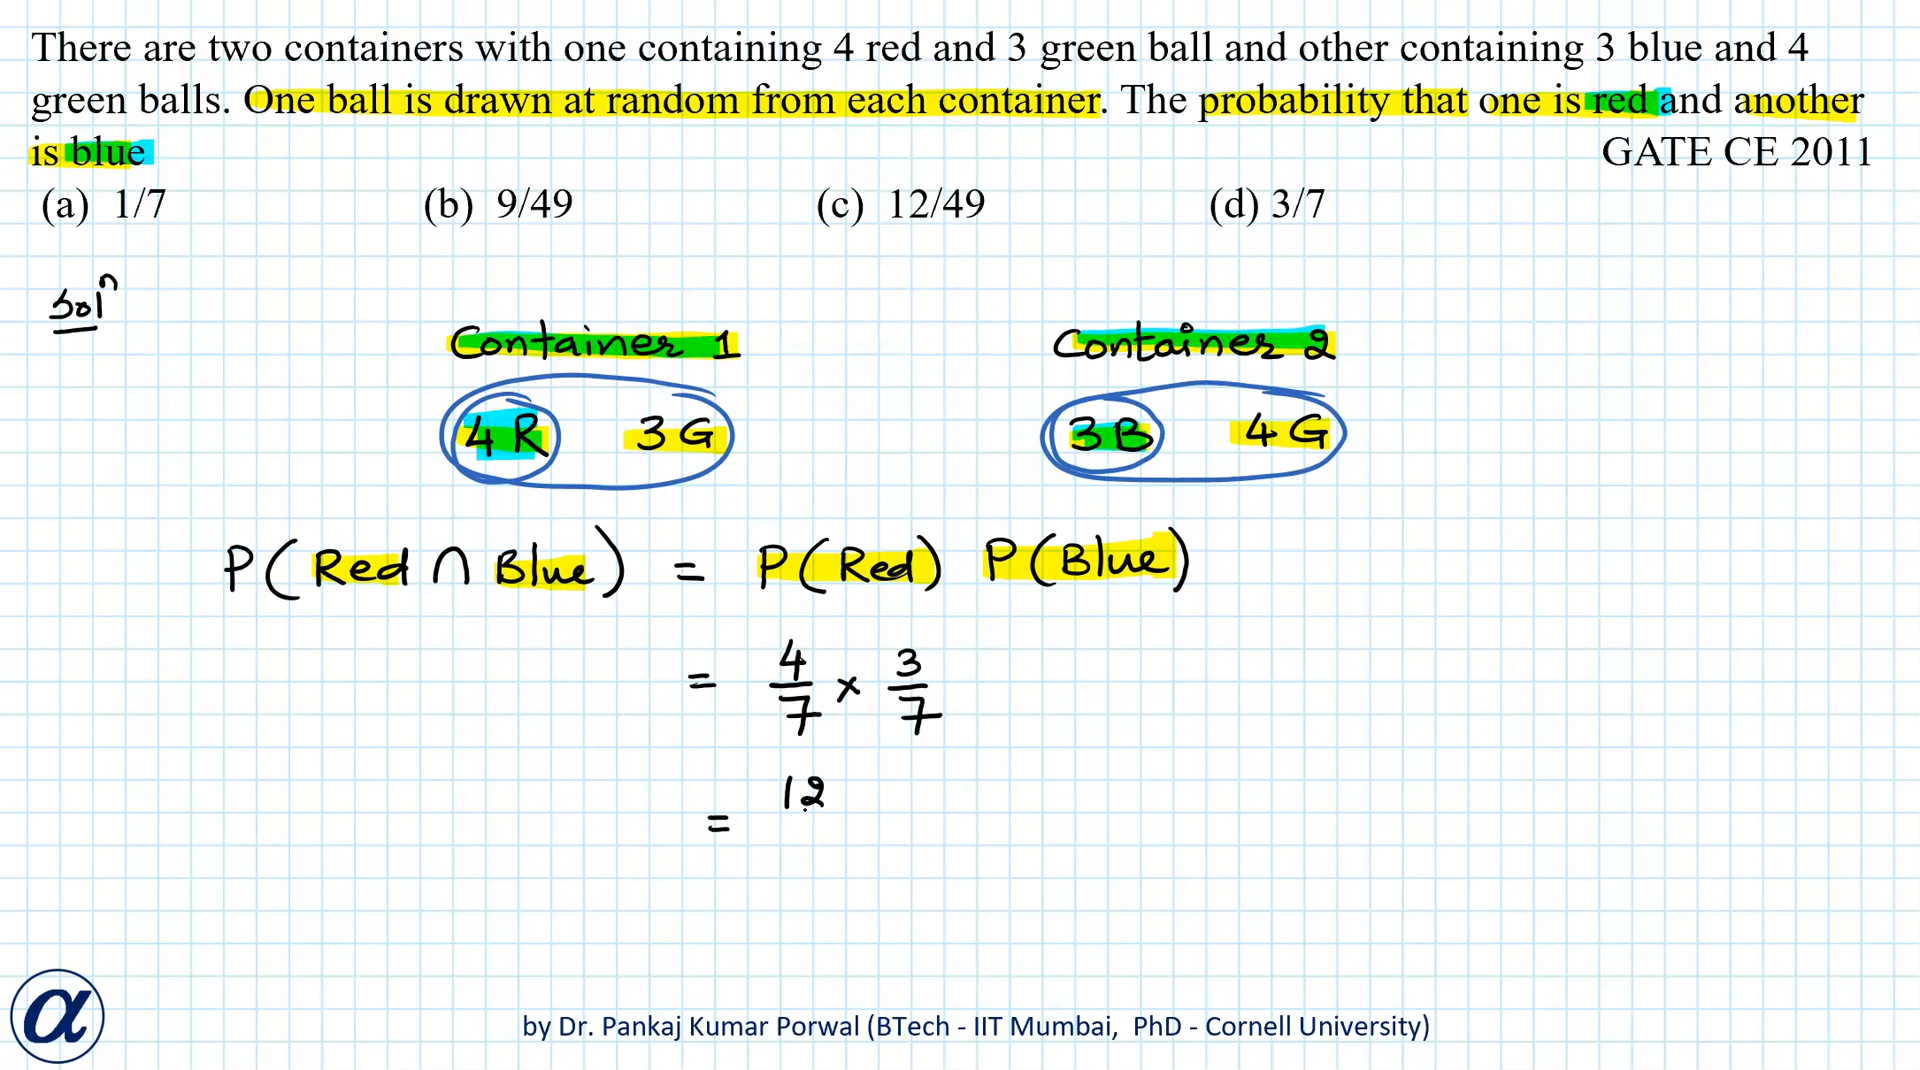 There are two containers with one containing 4 red and 3 green ball and other containing 3 blue and 4
green balls. One ball is drawn at random from each container. The probability that one is red and another
is blue GATE CE 2011
(a) 1/7 (b) 9/49 (c) 12/49 (d) 3/7
Solⁿ
Container 1 Container 2
4 R 3 G 3 B 4 G
P(Red ∩ Blue) = P(Red) P(Blue)
= 4/7 × 3/7
= 12
α
by Dr. Pankaj Kumar Porwal (BTech - IIT Mumbai, PhD - Cornell University)